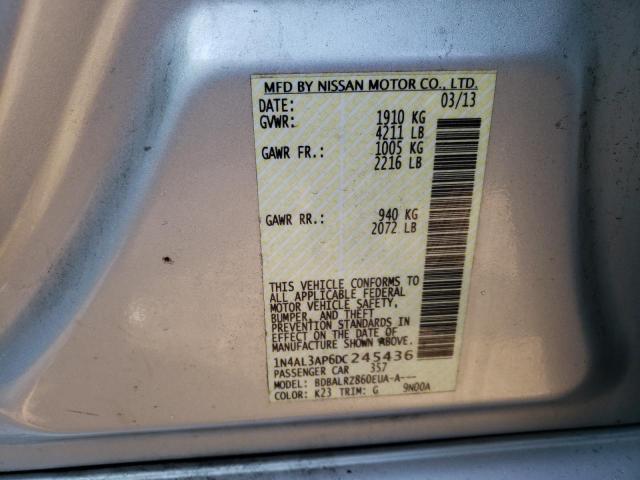 MFD BY NISSAN MOTOR CO., LTD.
DATE: 03/13
GVWR: 1910 KG
4211 LB
GAWR FR.: 1005 KG
2216 LB
GAWR RR.: 940 KG
2072 LB
THIS VEHICLE CONFORMS TO
ALL APPLICABLE FEDERAL
MOTOR VEHICLE SAFETY,
BUMPER, AND THEFT
PREVENTION STANDARDS IN
EFFECT ON THE DATE OF
MANUFACTURE SHOWN ABOVE.
1N4AL3AP6DC245436
PASSENGER CAR 357
MODEL: BDBALRZ860EUA-A---
COLOR: K23 TRIM: G 9N00A